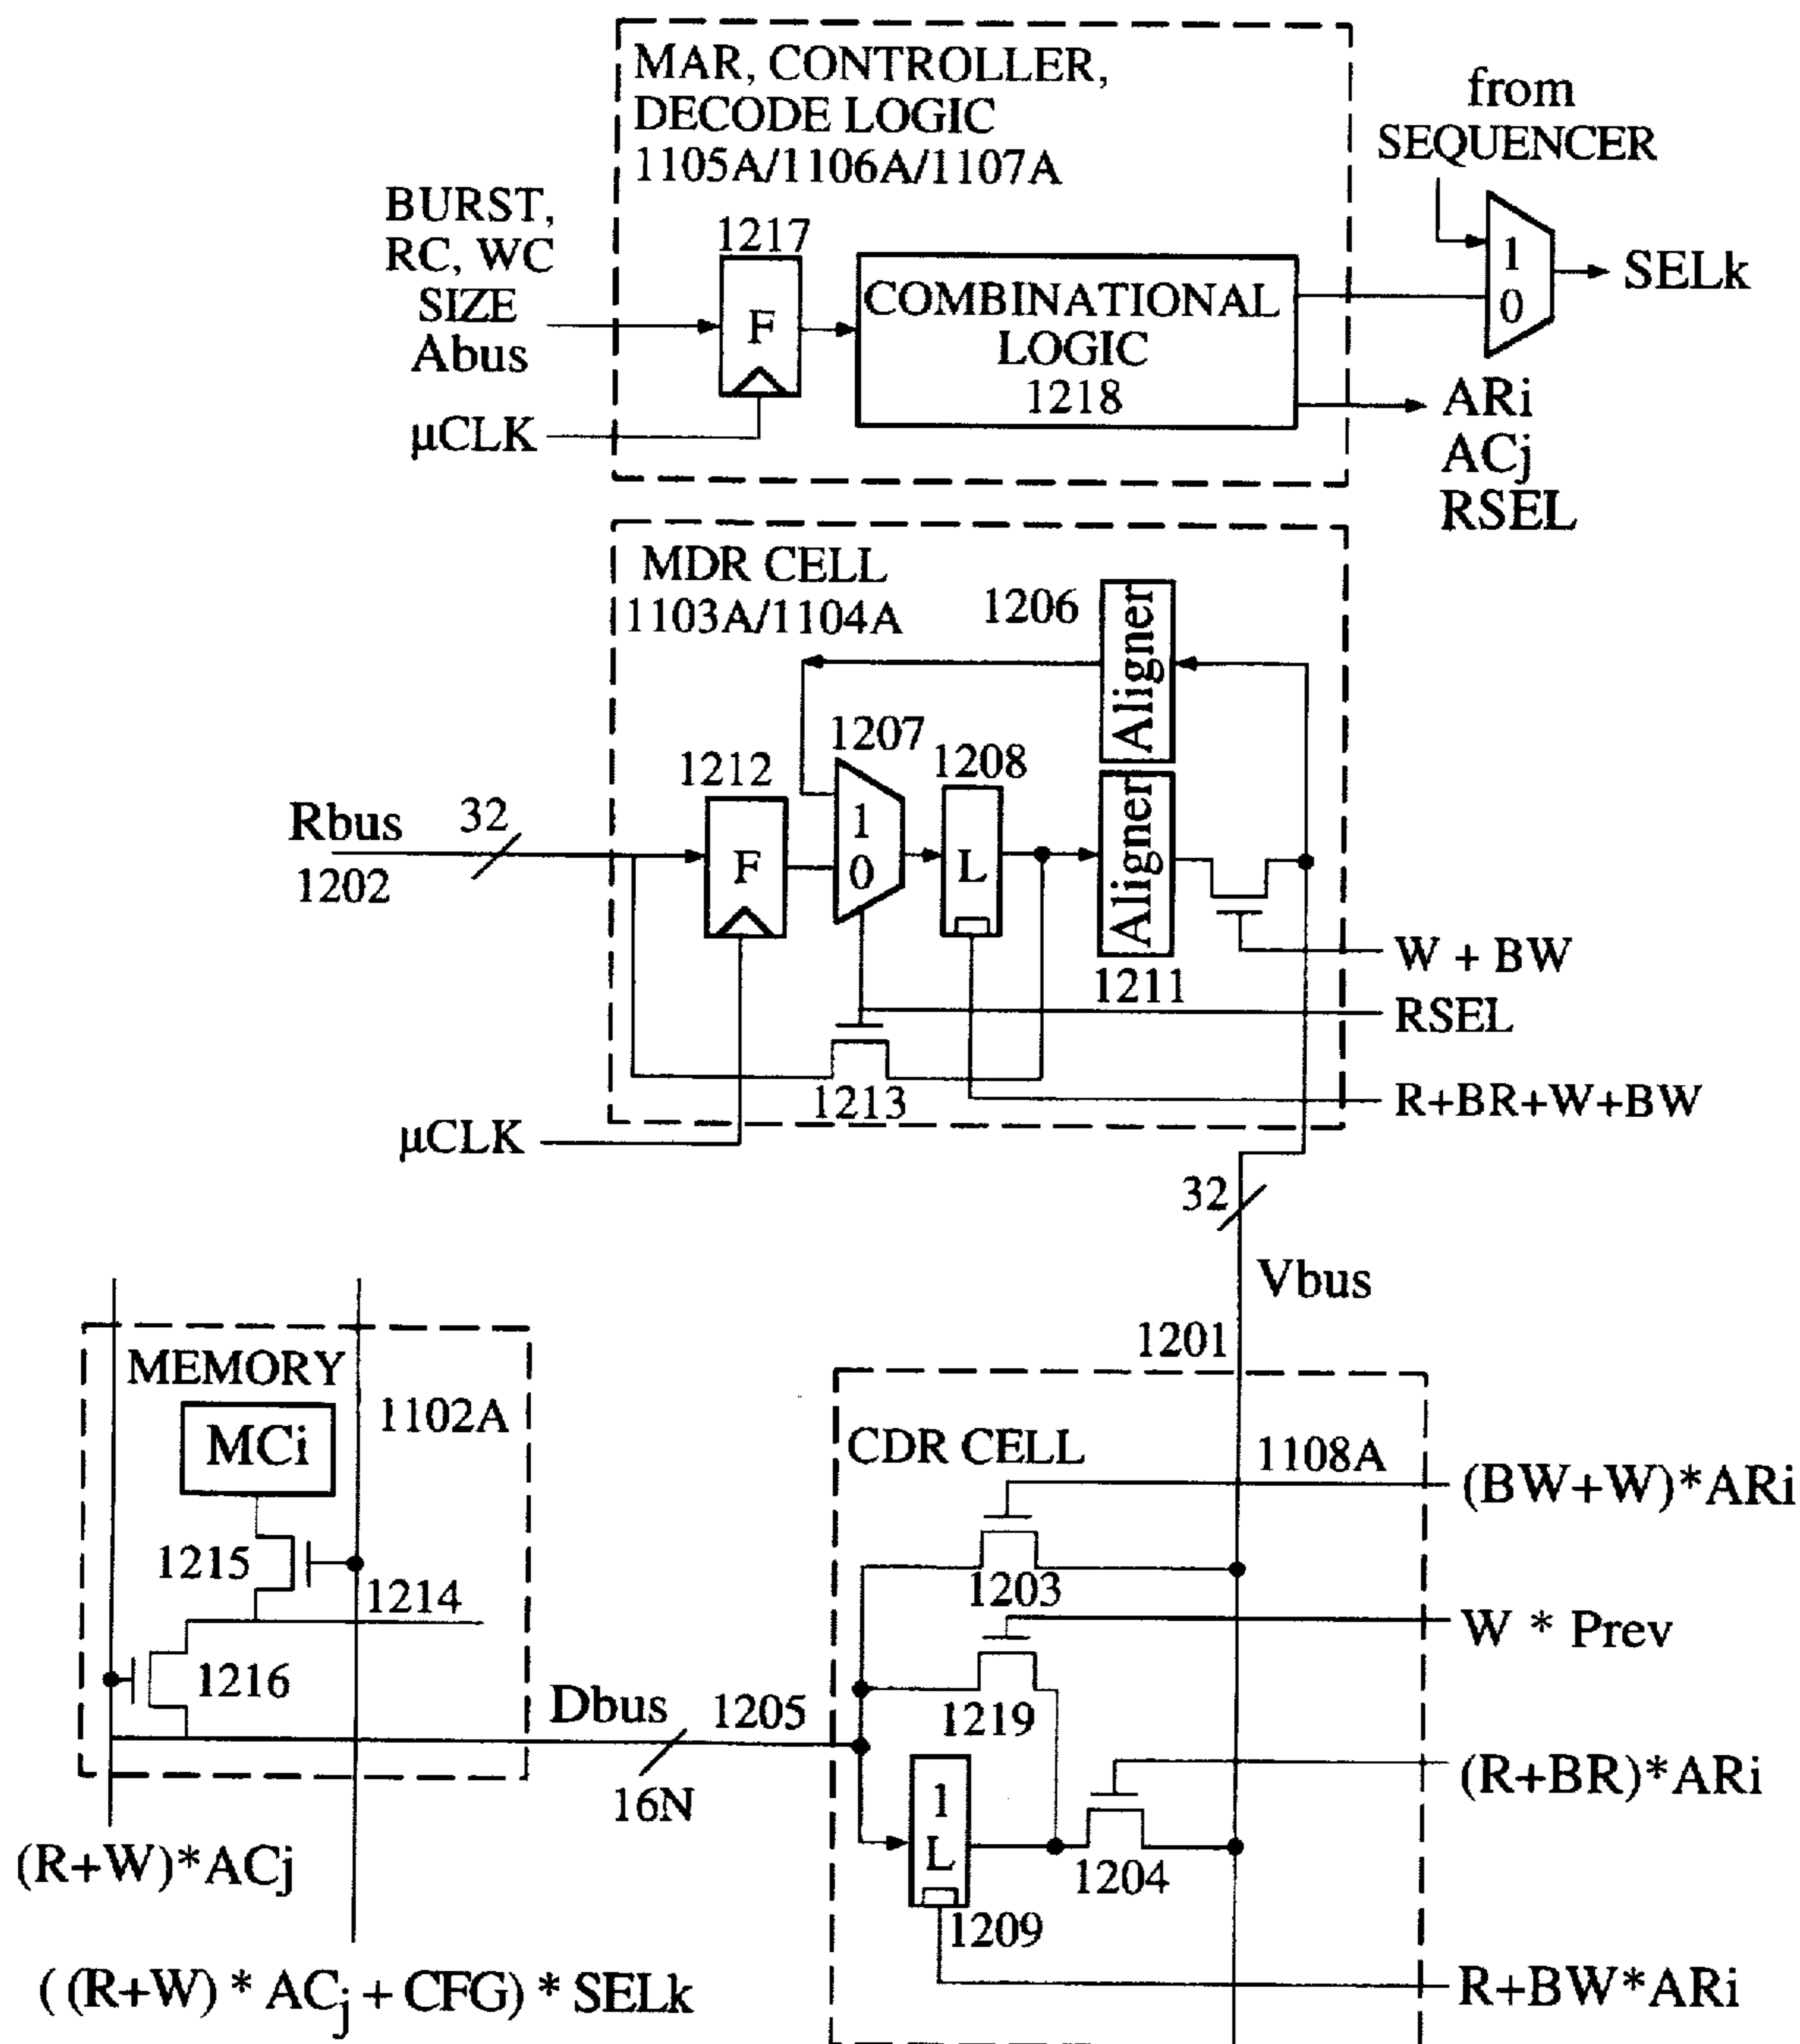 MAR, CONTROLLER,
DECODE LOGIC
1105A/1106A/1107A
from
SEQUENCER
BURST,
RC, WC
SIZE
Abus
1217
F
COMBINATIONAL
LOGIC
1218
1
0
SELk
µCLK
ARi
ACj
RSEL
MDR CELL
1103A/1104A
1206
Aligner
1207
1208
1212
Rbus
32
1202
F
1
0
L
Aligner
1211
W + BW
RSEL
1213
R+BR+W+BW
µCLK
32
Vbus
1201
MEMORY
1102A
MCi
CDR CELL
1108A
(BW+W)*ARi
1215
1214
1203
W * Prev
1216
Dbus
1205
1219
16N
(R+BR)*ARi
1
L
1204
(R+W)*ACj
1209
R+BW*ARi
( (R+W) * ACj + CFG) * SELk